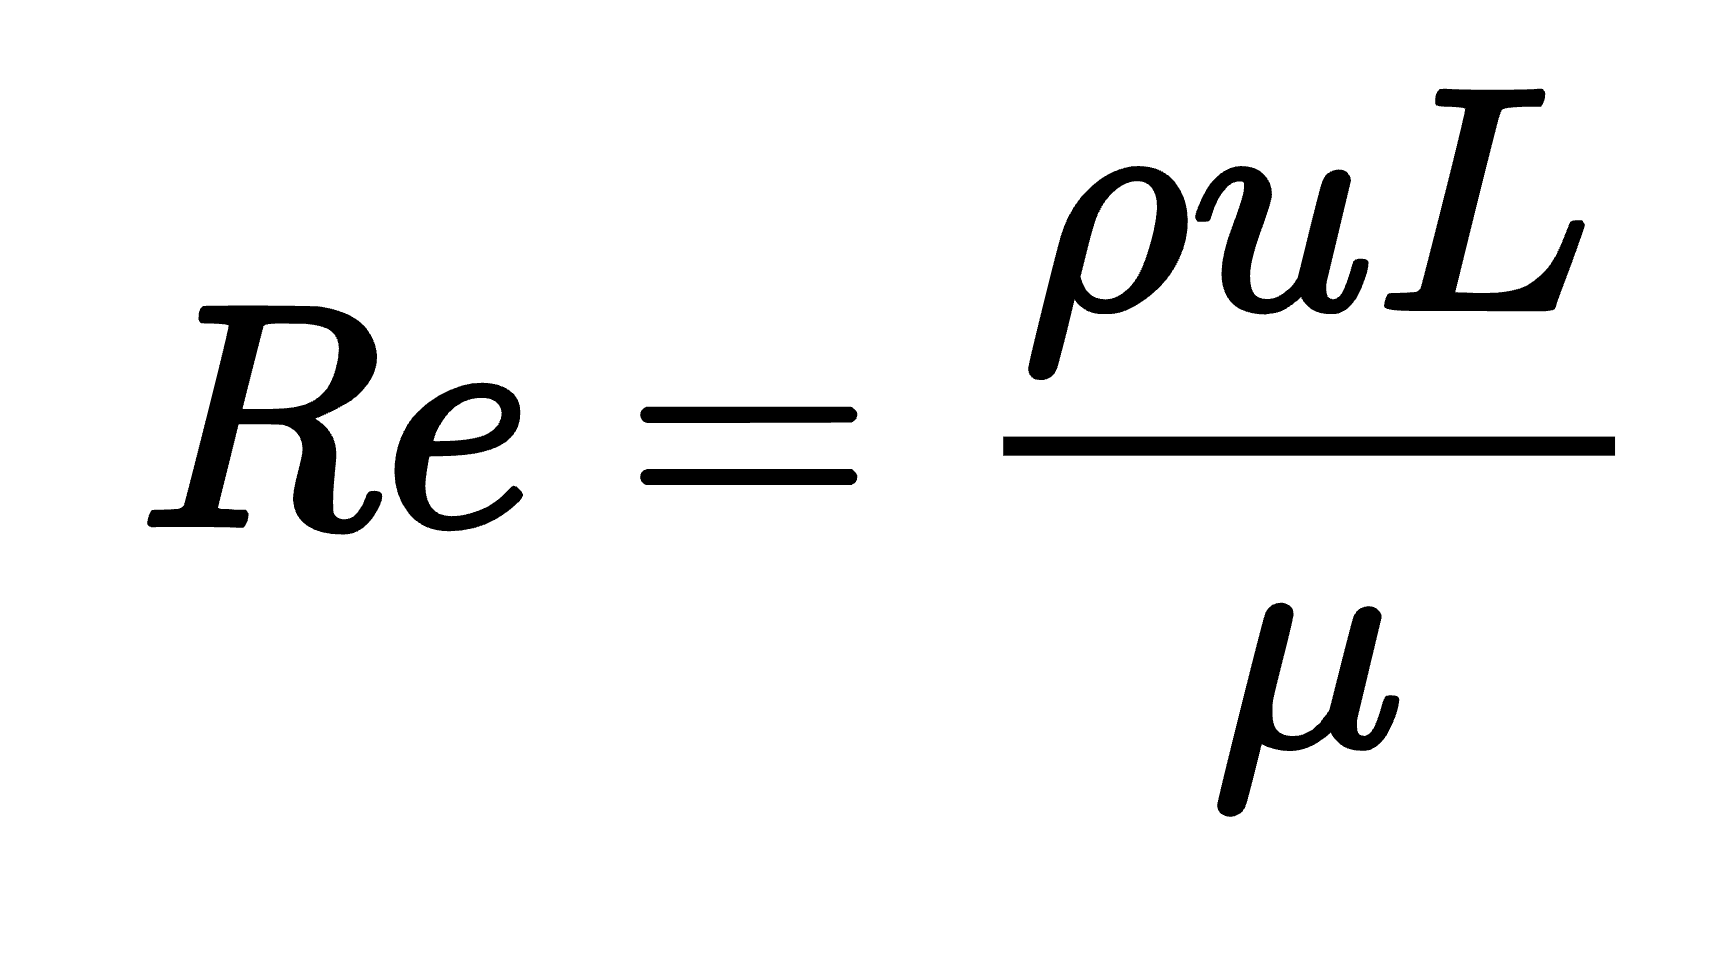 Re = ρuL / μ